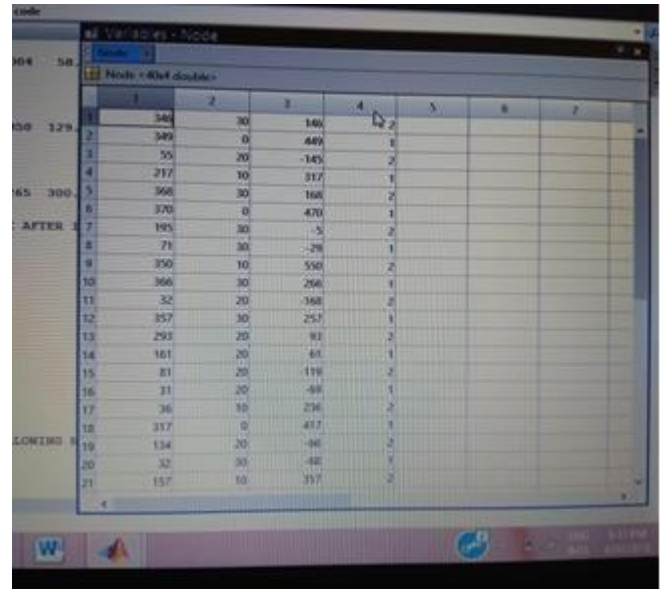 code
Variables - Node
Node
Node <40x4 double>
1 2 3 4 5 6 7
1 346 30 146 2
2 349 0 449 1
3 55 20 -145 2
4 217 10 317 1
5 368 30 168 2
6 370 0 470 1
7 195 30 -5 2
8 71 30 -29 1
9 350 10 550 2
10 366 30 266 1
11 32 20 -168 2
12 357 30 257 1
13 293 20 93 2
14 161 20 61 1
15 81 20 -119 2
16 31 20 -69 1
17 36 10 236 2
18 317 0 417 1
19 134 20 -66 2
20 32 30 -68 1
21 157 10 357 2
58.
129.
300.
AFTER
W